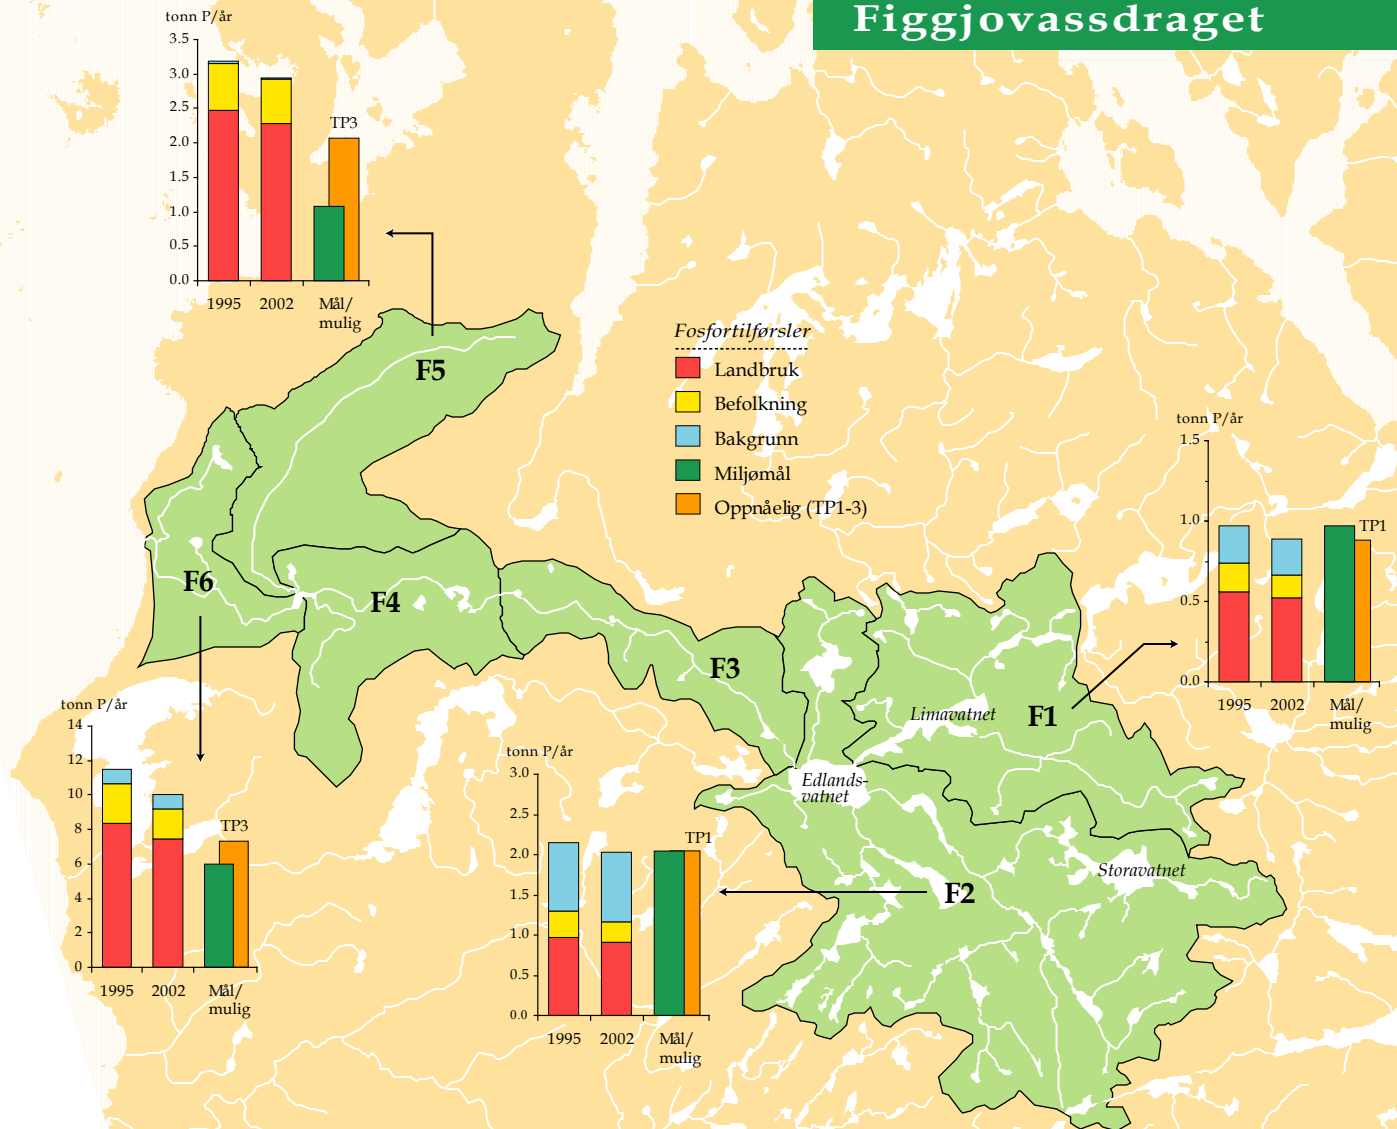 Figgjovassdraget
tonn P/år
3.5
3.0
2.5
2.0
1.5
1.0
0.5
0.0
TP3
1995
2002
Mål/
mulig
F5
Fosfortilførsler
Landbruk
Befolkning
Bakgrunn
Miljømål
Oppnåelig (TP1-3)
tonn P/år
1.5
1.0
0.5
0.0
TP1
1995
2002
Mål/
mulig
F6
F4
F3
Limavatnet
F1
Edlands-
vatnet
Storavatnet
F2
tonn P/år
14
12
10
8
6
4
2
0
TP3
1995
2002
Mål/
mulig
tonn P/år
3.0
2.5
2.0
1.5
1.0
0.5
0.0
TP1
1995
2002
Mål/
mulig